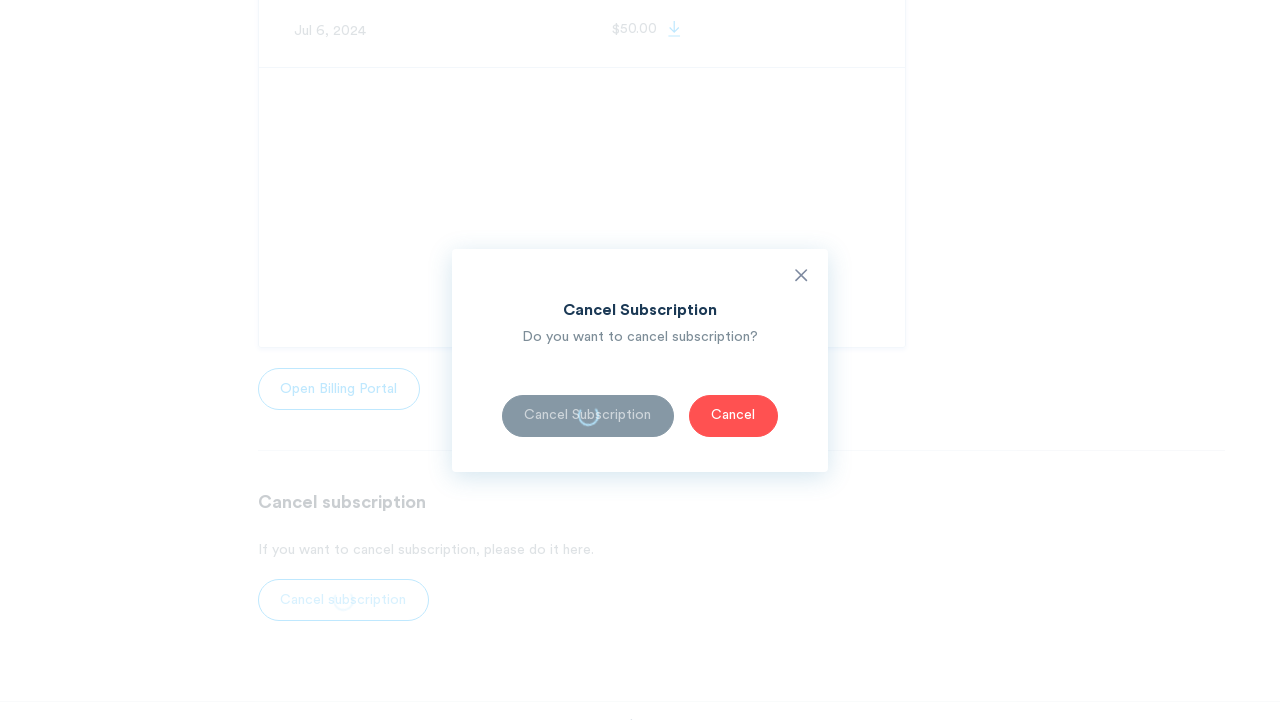 Jul 6, 2024 $50.00
Cancel Subscription
Do you want to cancel subscription?
Open Billing Portal
Cancel Subscription Cancel
Cancel subscription
If you want to cancel subscription, please do it here.
Cancel subscription